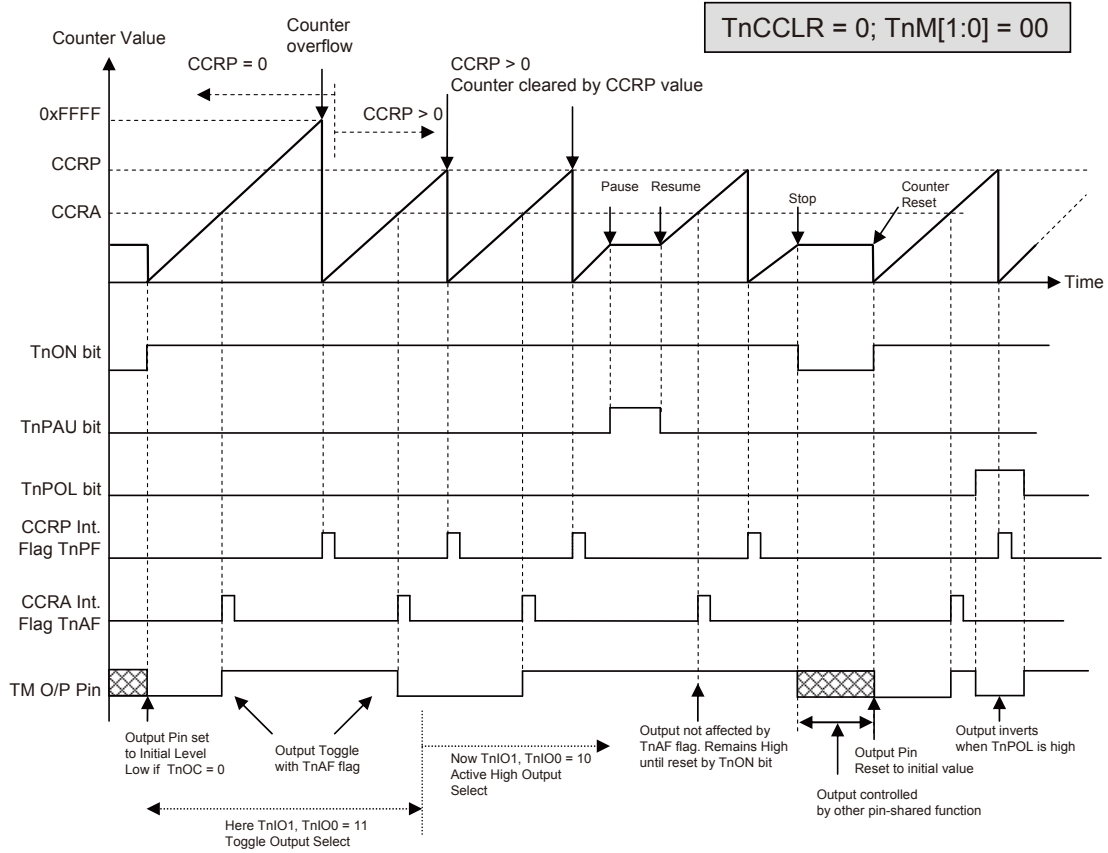 TnCCLR = 0; TnM[1:0] = 00
Counter Value
Counter
overflow
CCRP = 0
CCRP > 0
Counter cleared by CCRP value
0xFFFF
CCRP > 0
CCRP
CCRA
Pause
Resume
Stop
Counter
Reset
Time
TnON bit
TnPAU bit
TnPOL bit
CCRP Int.
Flag TnPF
CCRA Int.
Flag TnAF
TM O/P Pin
Output Pin set
to Initial Level
Low if TnOC = 0
Output Toggle
with TnAF flag
Now TnIO1, TnIO0 = 10
Active High Output
Select
Output not affected by
TnAF flag. Remains High
until reset by TnON bit
Output Pin
Reset to initial value
Output inverts
when TnPOL is high
Output controlled
by other pin-shared function
Here TnIO1, TnIO0 = 11
Toggle Output Select